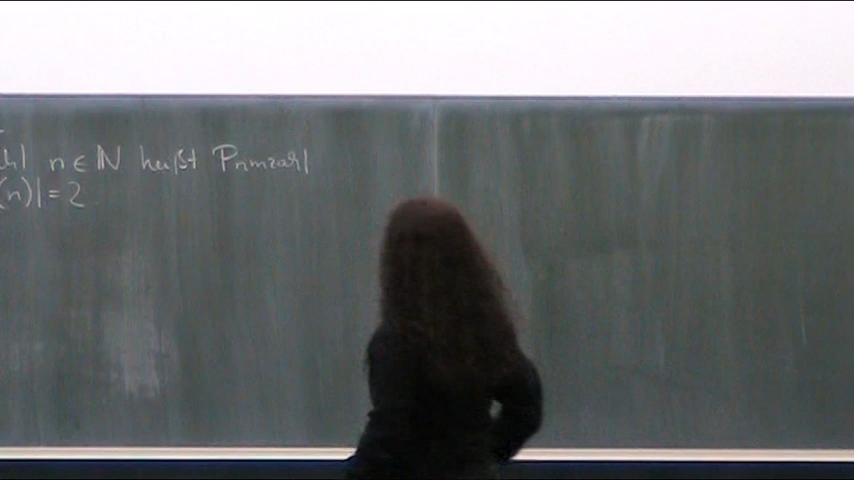 n ∈ ℕ heißt Primzahl
(n)| = 2